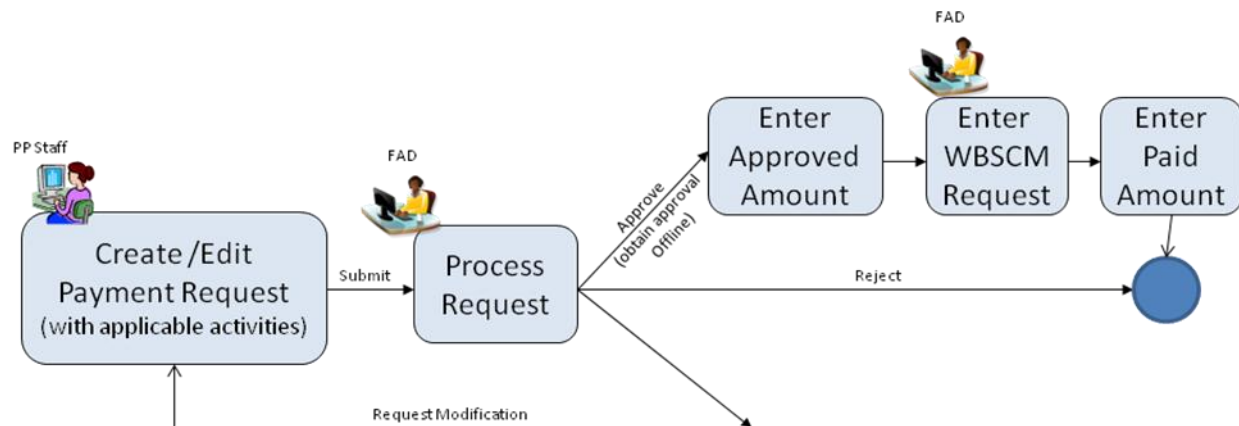 PP Staff
Create /Edit
Payment Request
(with applicable activities)
Submit
FAD
Process
Request
Approve
(obtain approval
Offline)
FAD
Enter
Approved
Amount
Enter
WBSCM
Request
Enter
Paid
Amount
Reject
Request Modification